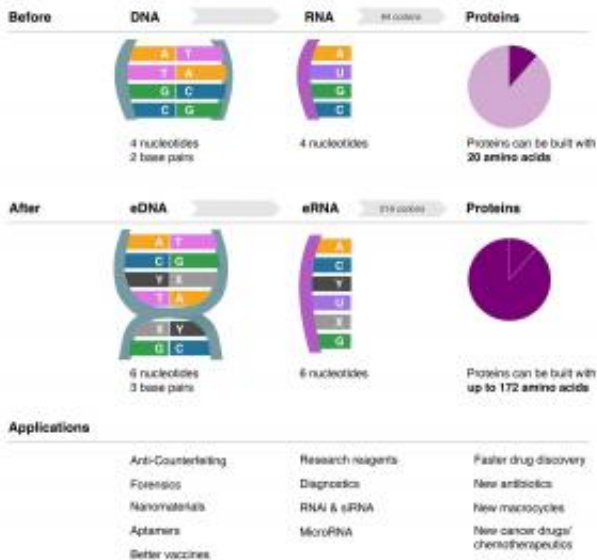 Before
DNA
RNA
64 codons
Proteins
A T
T A
G C
C G
A
U
G
C
4 nucleotides
2 base pairs
4 nucleotides
Proteins can be built with
20 amino acids
After
eDNA
eRNA
216 codons
Proteins
A T
C G
Y X
T A
X Y
G C
A
C
Y
U
X
G
6 nucleotides
3 base pairs
6 nucleotides
Proteins can be built with
up to 172 amino acids
Applications
Anti-Counterfeiting
Forensics
Nanomaterials
Aptamers
Better vaccines
Research reagents
Diagnostics
RNAi & siRNA
MicroRNA
Faster drug discovery
New antibiotics
New macrocycles
New cancer drugs/
chemotherapeutics